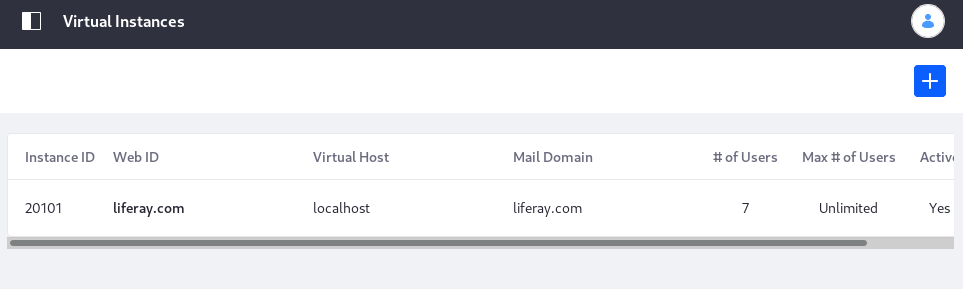 Virtual Instances
Instance ID Web ID Virtual Host Mail Domain # of Users Max # of Users Active
20101 liferay.com localhost liferay.com 7 Unlimited Yes